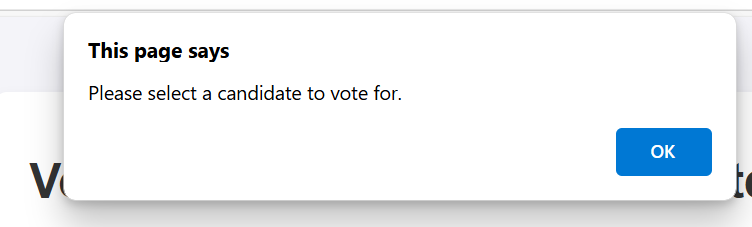 This page says
Please select a candidate to vote for.
OK